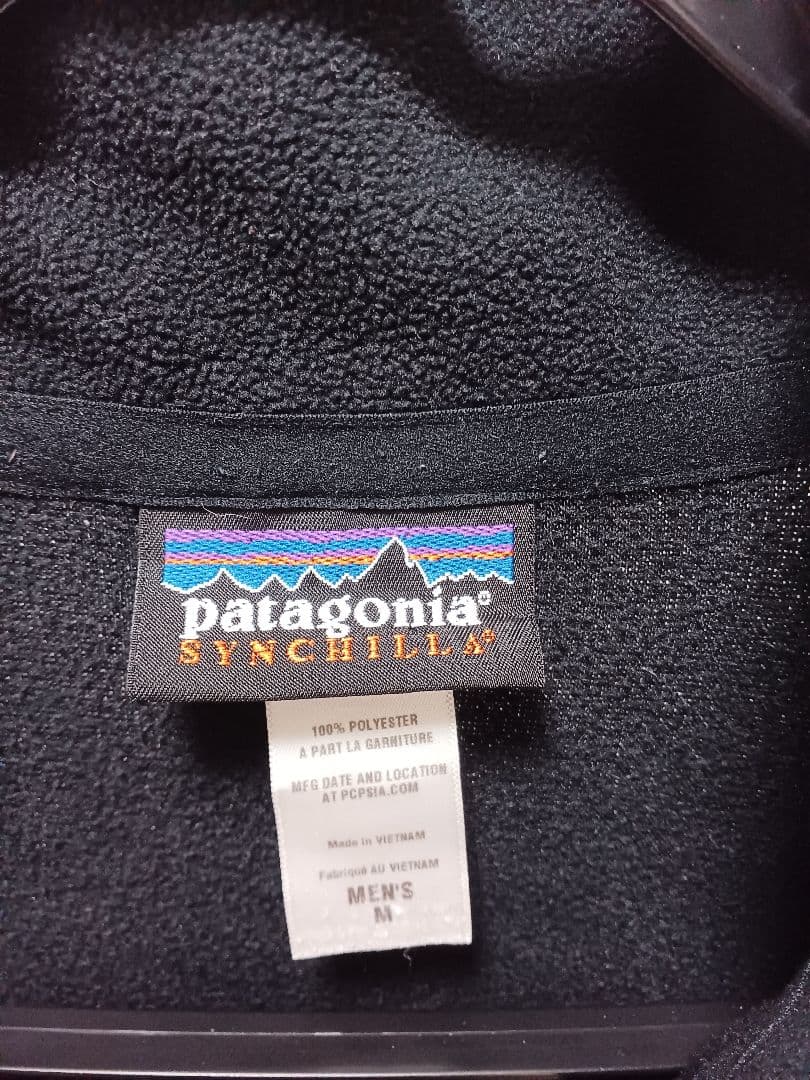 patagonia®
SYNCHILLA®
100% POLYESTER
À PART LA GARNITURE
MFG DATE AND LOCATION
AT PCPSIA.COM
Made in VIETNAM
Fabriqué AU VIETNAM
MEN'S
M